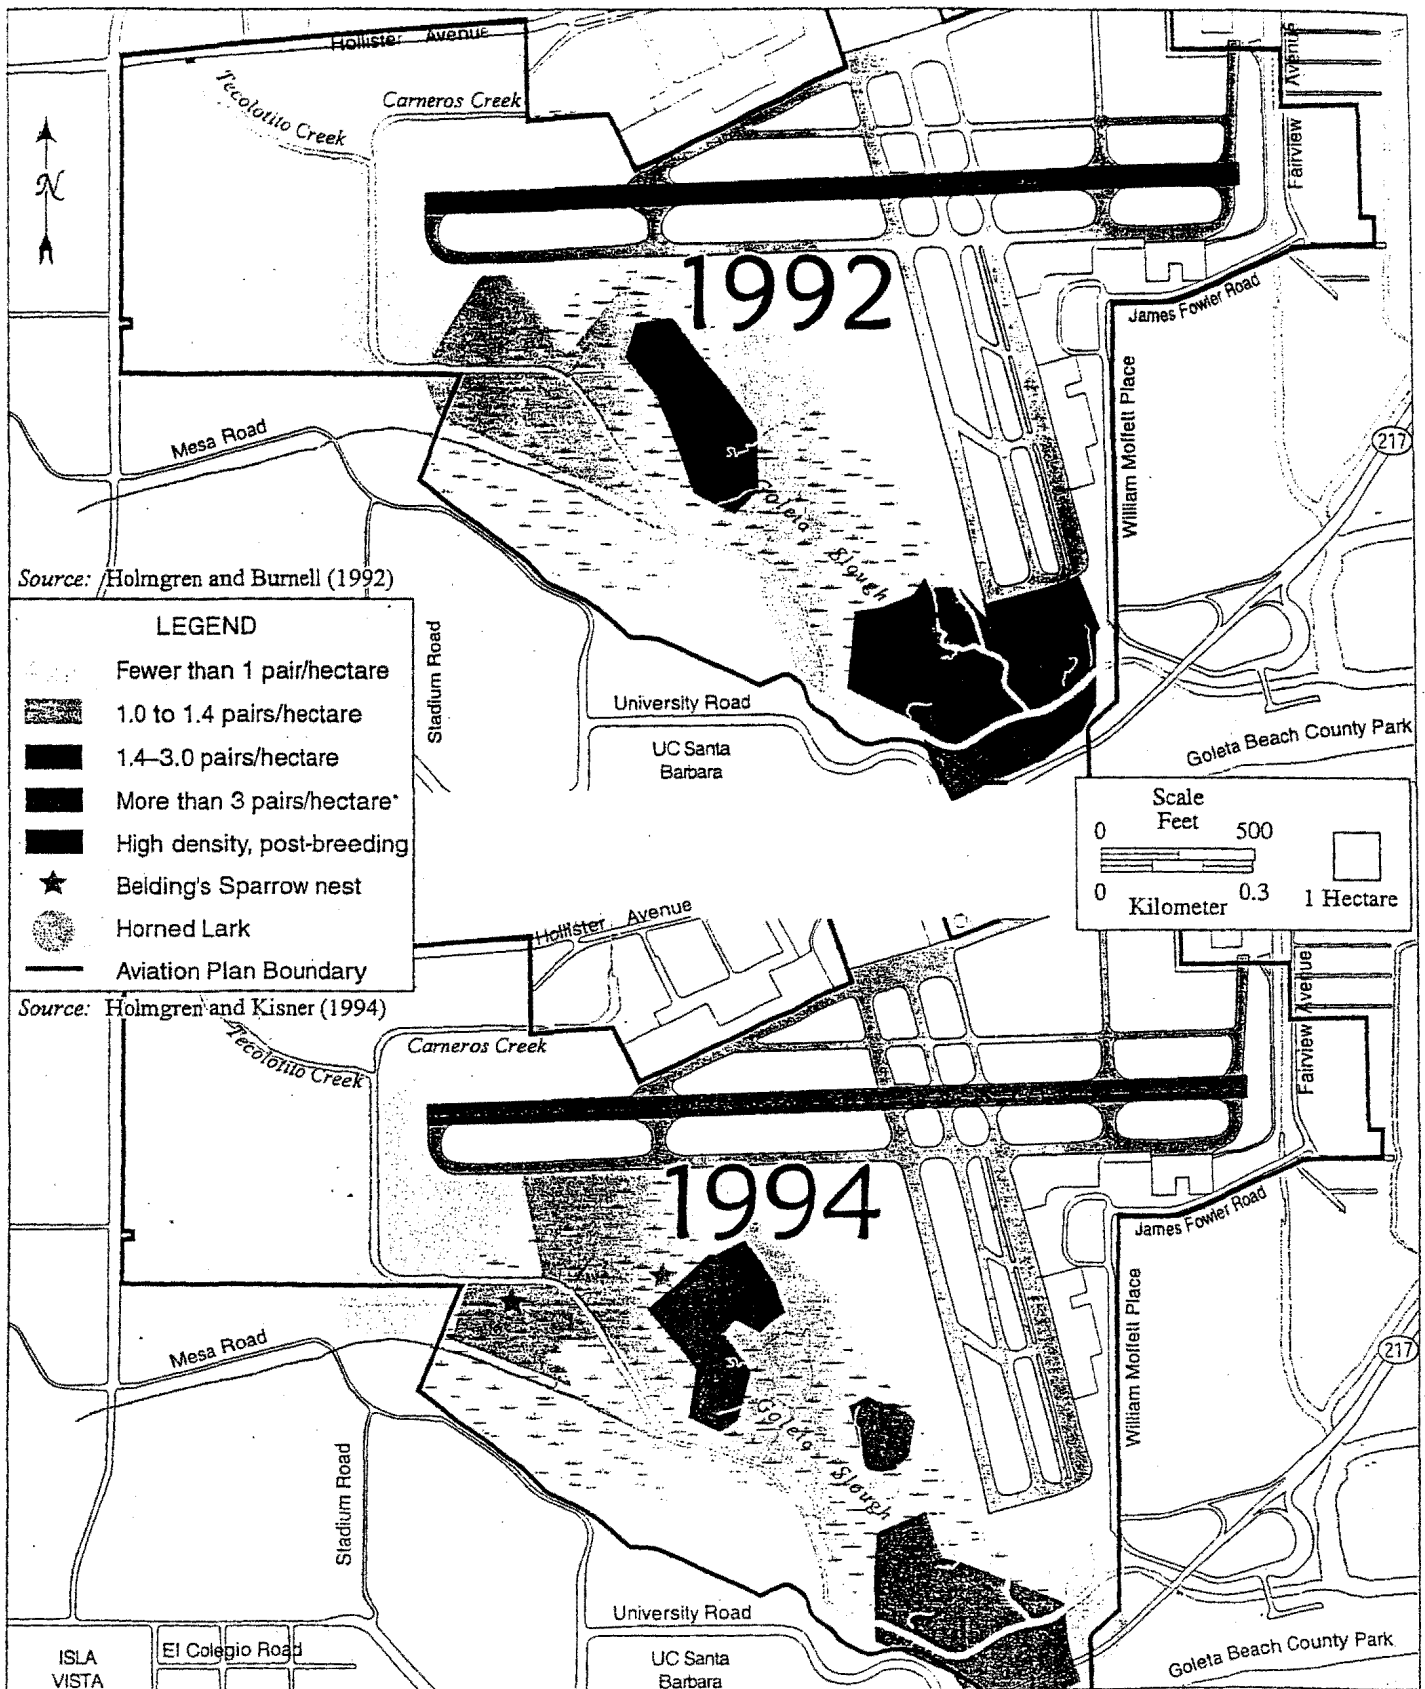 Hollister Avenue
Tecolotito Creek
Carneros Creek
Avenue
Fairview
N
1992
James Fowler Road
William Moffett Place
217
Mesa Road
Goleta
Slough
Source: Holmgren and Burnell (1992)
LEGEND
Fewer than 1 pair/hectare
1.0 to 1.4 pairs/hectare
1.4–3.0 pairs/hectare
More than 3 pairs/hectare*
High density, post-breeding
Belding's Sparrow nest
Horned Lark
Aviation Plan Boundary
Source: Holmgren and Kisner (1994)
Stadium Road
University Road
UC Santa
Barbara
Goleta Beach County Park
Scale
Feet
0 500
0 Kilometer 0.3
1 Hectare
Hollister Avenue
Tecolotito Creek
Carneros Creek
Fairview Avenue
1994
James Fowler Road
William Moffett Place
217
Mesa Road
Goleta
Slough
Stadium Road
University Road
UC Santa
Barbara
Goleta Beach County Park
El Colegio Road
ISLA
VISTA